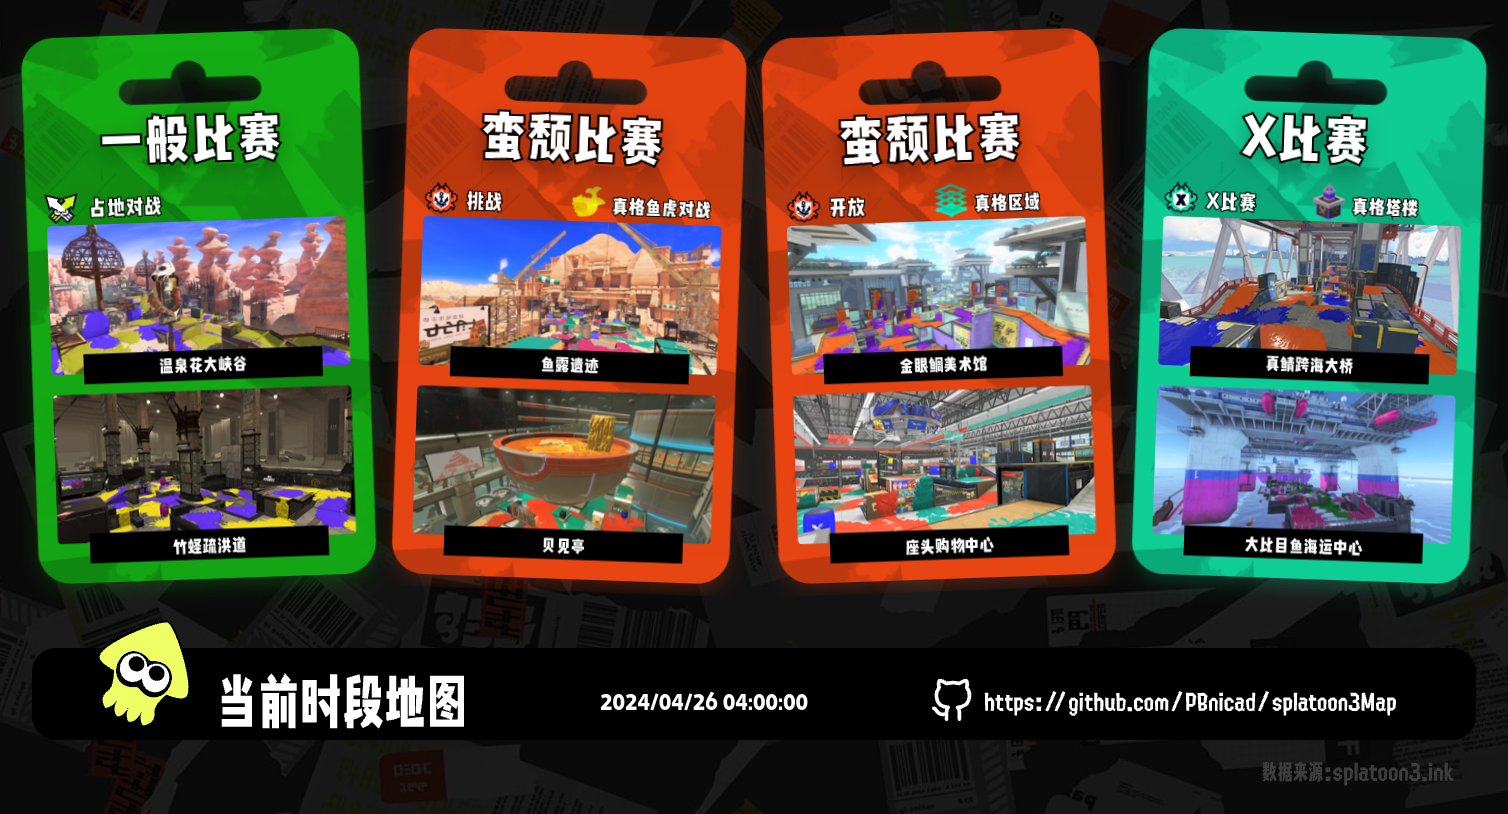 一般比赛
占地对战
温泉花大峡谷
竹蛏疏洪道
蛮颓比赛
挑战
真格鱼虎对战
鱼露遗迹
贝见亭
蛮颓比赛
开放
真格区域
金眼鲷美术馆
座头购物中心
X比赛
X比赛
真格塔楼
真鲭跨海大桥
大比目鱼海运中心
当前时段地图
2024/04/26 04:00:00
https://github.com/PBnicad/splatoon3Map
数据来源:splatoon3.ink